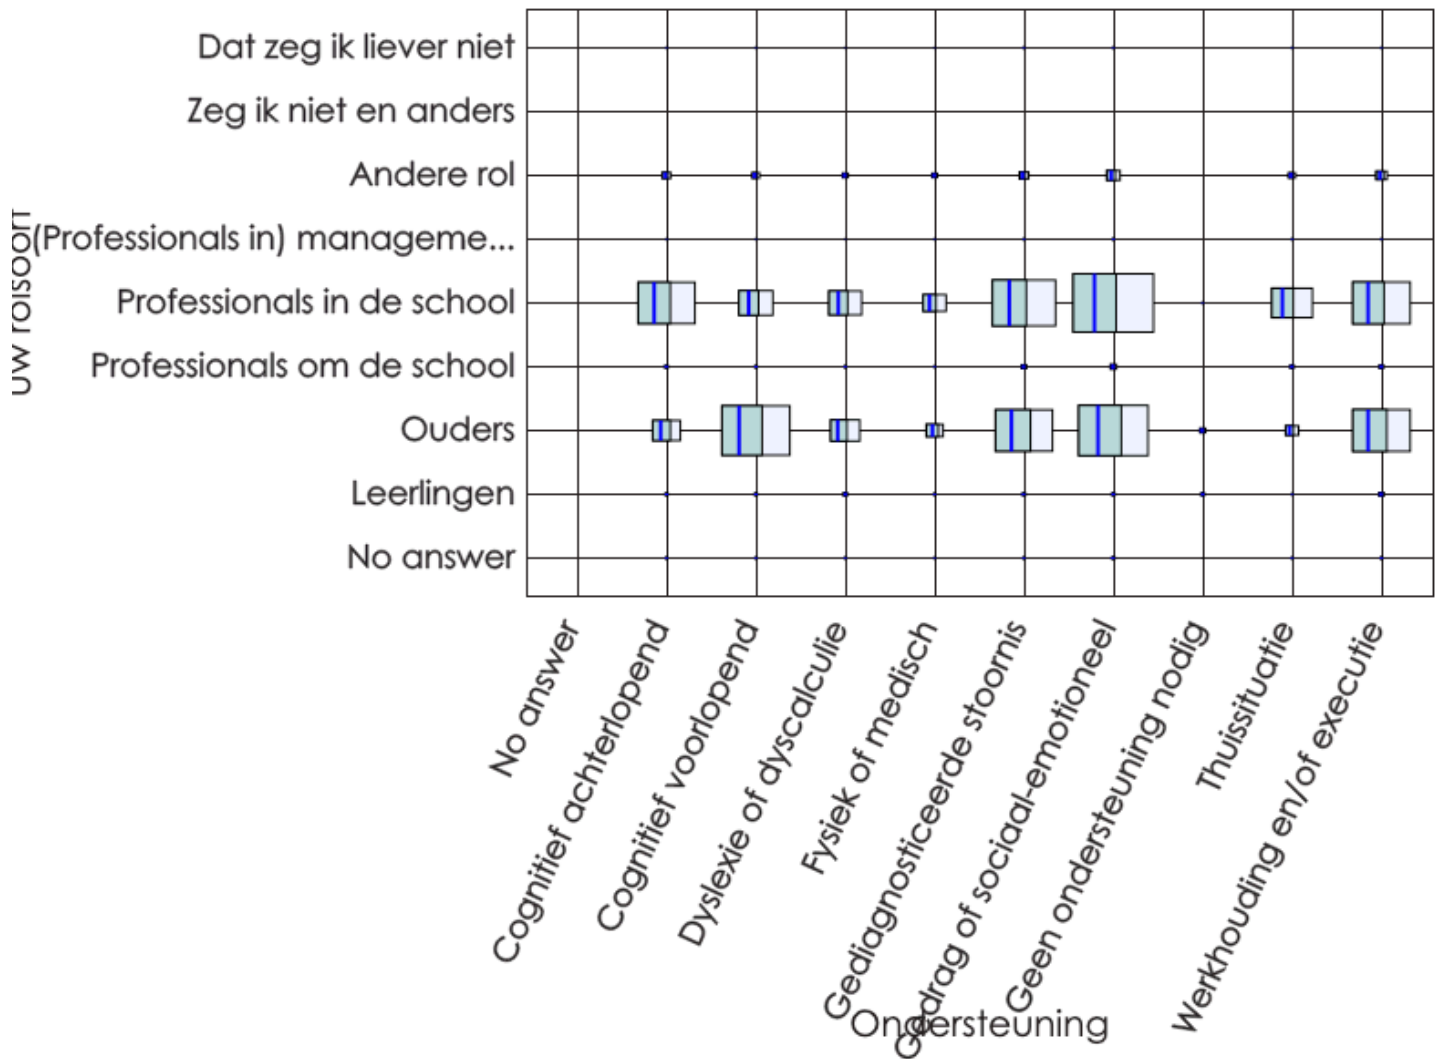 Dat zeg ik liever niet
Zeg ik niet en anders
Andere rol
(Professionals in) manageme...
Professionals in de school
Professionals om de school
Ouders
Leerlingen
No answer
Uw rolsoort
No answer
Cognitief achterlopend
Cognitief voorlopend
Dyslexie of dyscalculie
Fysiek of medisch
Gediagnosticeerde stoornis
Gedrag of sociaal-emotioneel
Geen ondersteuning nodig
Thuissituatie
Werkhouding en/of executie
Ondersteuning